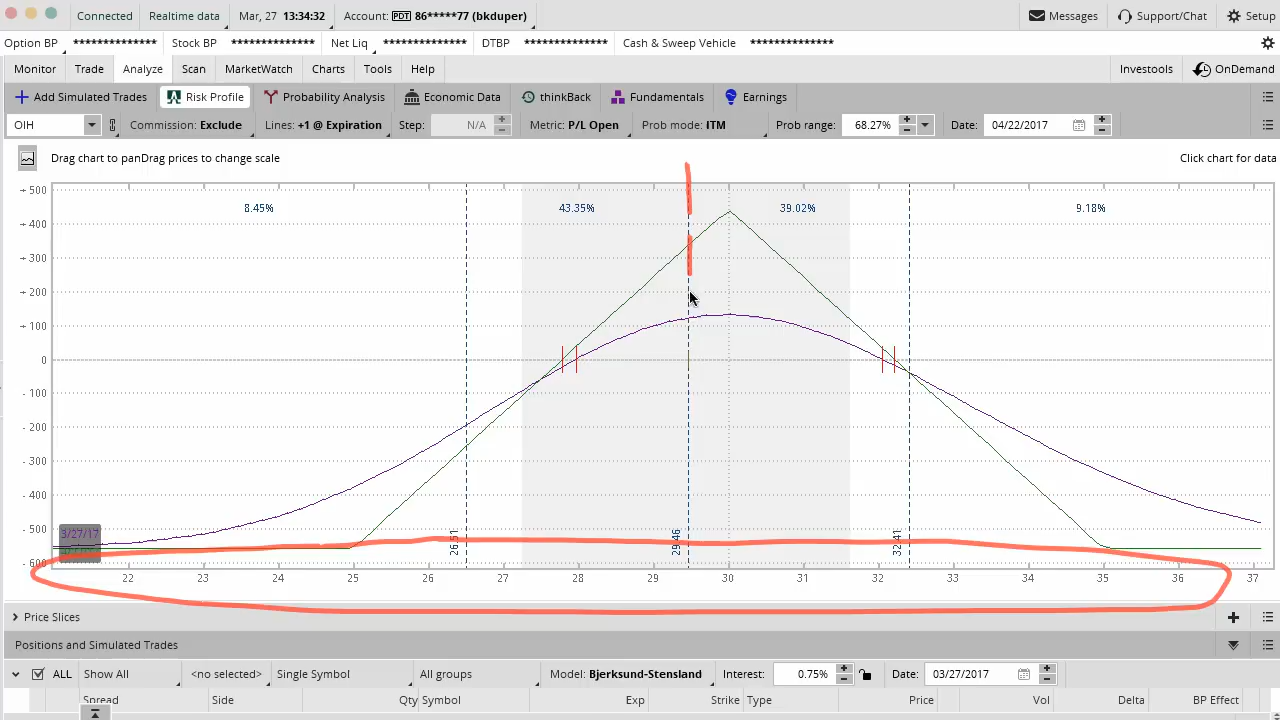 Connected Realtime data Mar, 27 13:34:32 Account: PDT 86*****77 (bkduper) Messages Support/Chat Setup
Option BP ************** Stock BP ************** Net Liq ************** DTBP ************** Cash & Sweep Vehicle **************
Monitor Trade Analyze Scan MarketWatch Charts Tools Help Investools OnDemand
Add Simulated Trades Risk Profile Probability Analysis Economic Data thinkBack Fundamentals Earnings
OIH Commission: Exclude Lines: +1 @ Expiration Step: N/A Metric: P/L Open Prob mode: ITM Prob range: 68.27% Date: 04/22/2017
Drag chart to panDrag prices to change scale Click chart for data
+ 500
8.45% 43.35% 39.02% 9.18%
+ 400
+ 300
+ 200
+ 100
0
- 100
- 200
- 300
- 400
- 500
3/27/17
26.51 29.46 32.41
600
22 23 24 25 26 27 28 29 30 31 32 33 34 35 36 37
Price Slices
Positions and Simulated Trades
ALL Show All <no selected> Single Symbol All groups Model: Bjerksund-Stensland Interest: 0.75% Date: 03/27/2017
Spread Side Qty Symbol Exp Strike Type Price Vol Delta BP Effect